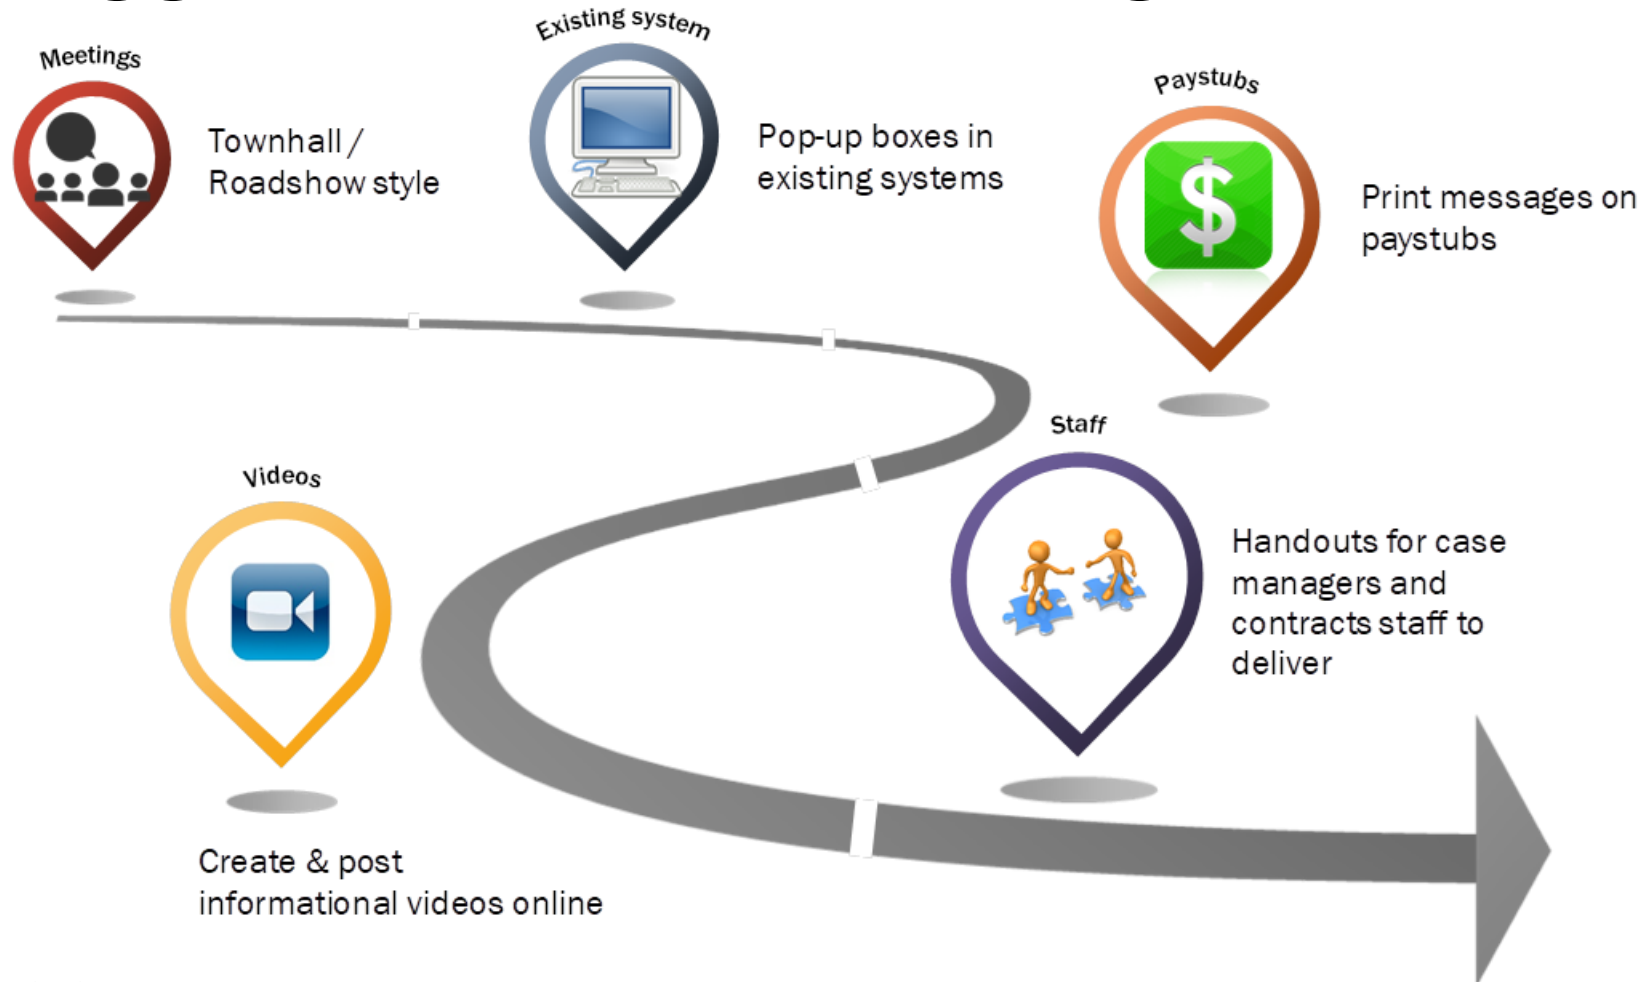 Meetings
Townhall /
Roadshow style
Existing system
Pop-up boxes in
existing systems
Paystubs
$
Print messages on
paystubs
Videos
Create & post
informational videos online
Staff
Handouts for case
managers and
contracts staff to
deliver